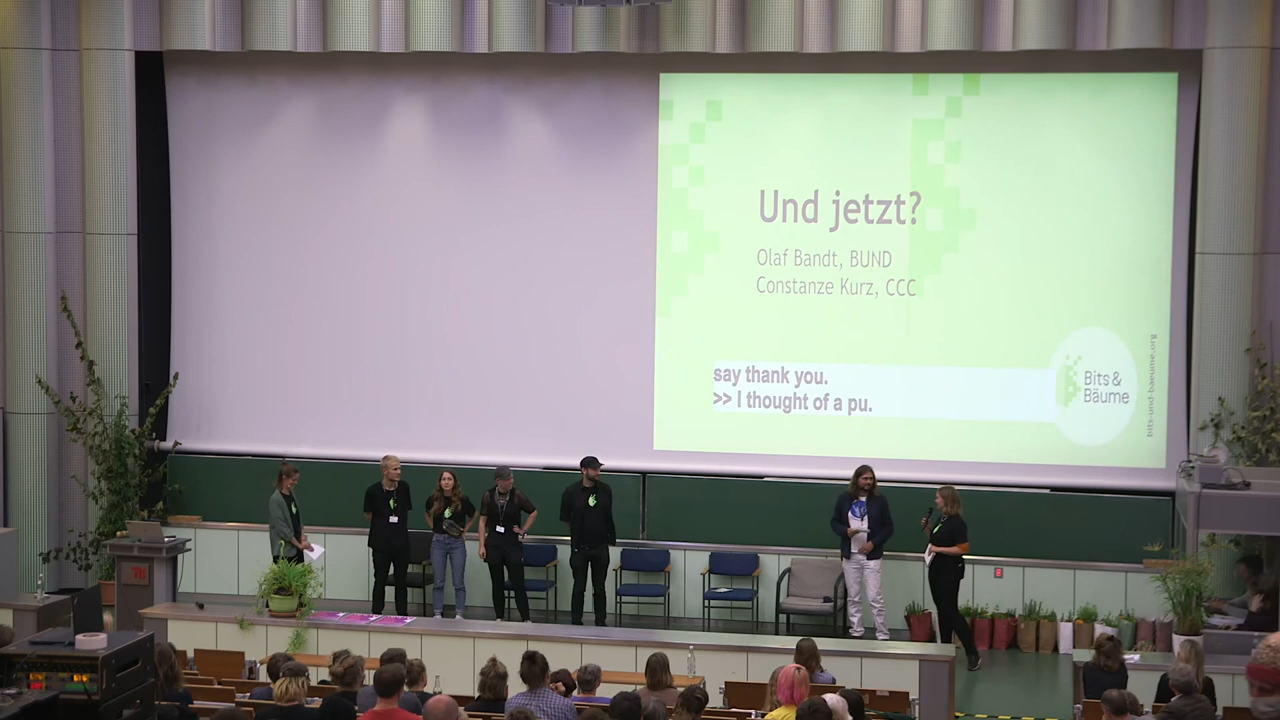 Und jetzt?
Olaf Bandt, BUND
Constanze Kurz, CCC
say thank you.
>> I thought of a pu.
Bits &
Bäume
bits-und-baeume.org